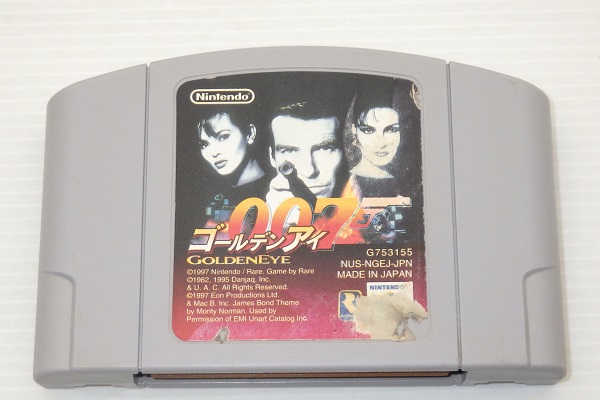 Nintendo
007
ゴールデンアイ
GOLDENEYE
G753155
NUS-NGEJ-JPN
MADE IN JAPAN
©1997 Nintendo / Rare. Game by Rare
©1962, 1995 Danjaq, Inc.
& U. A. C. All Rights Reserved.
©1997 Eon Productions Ltd.
& Mac B. Inc. James Bond Theme
by Monty Norman. Used by
Permission of EMI Unart Catalog Inc.
NINTENDO